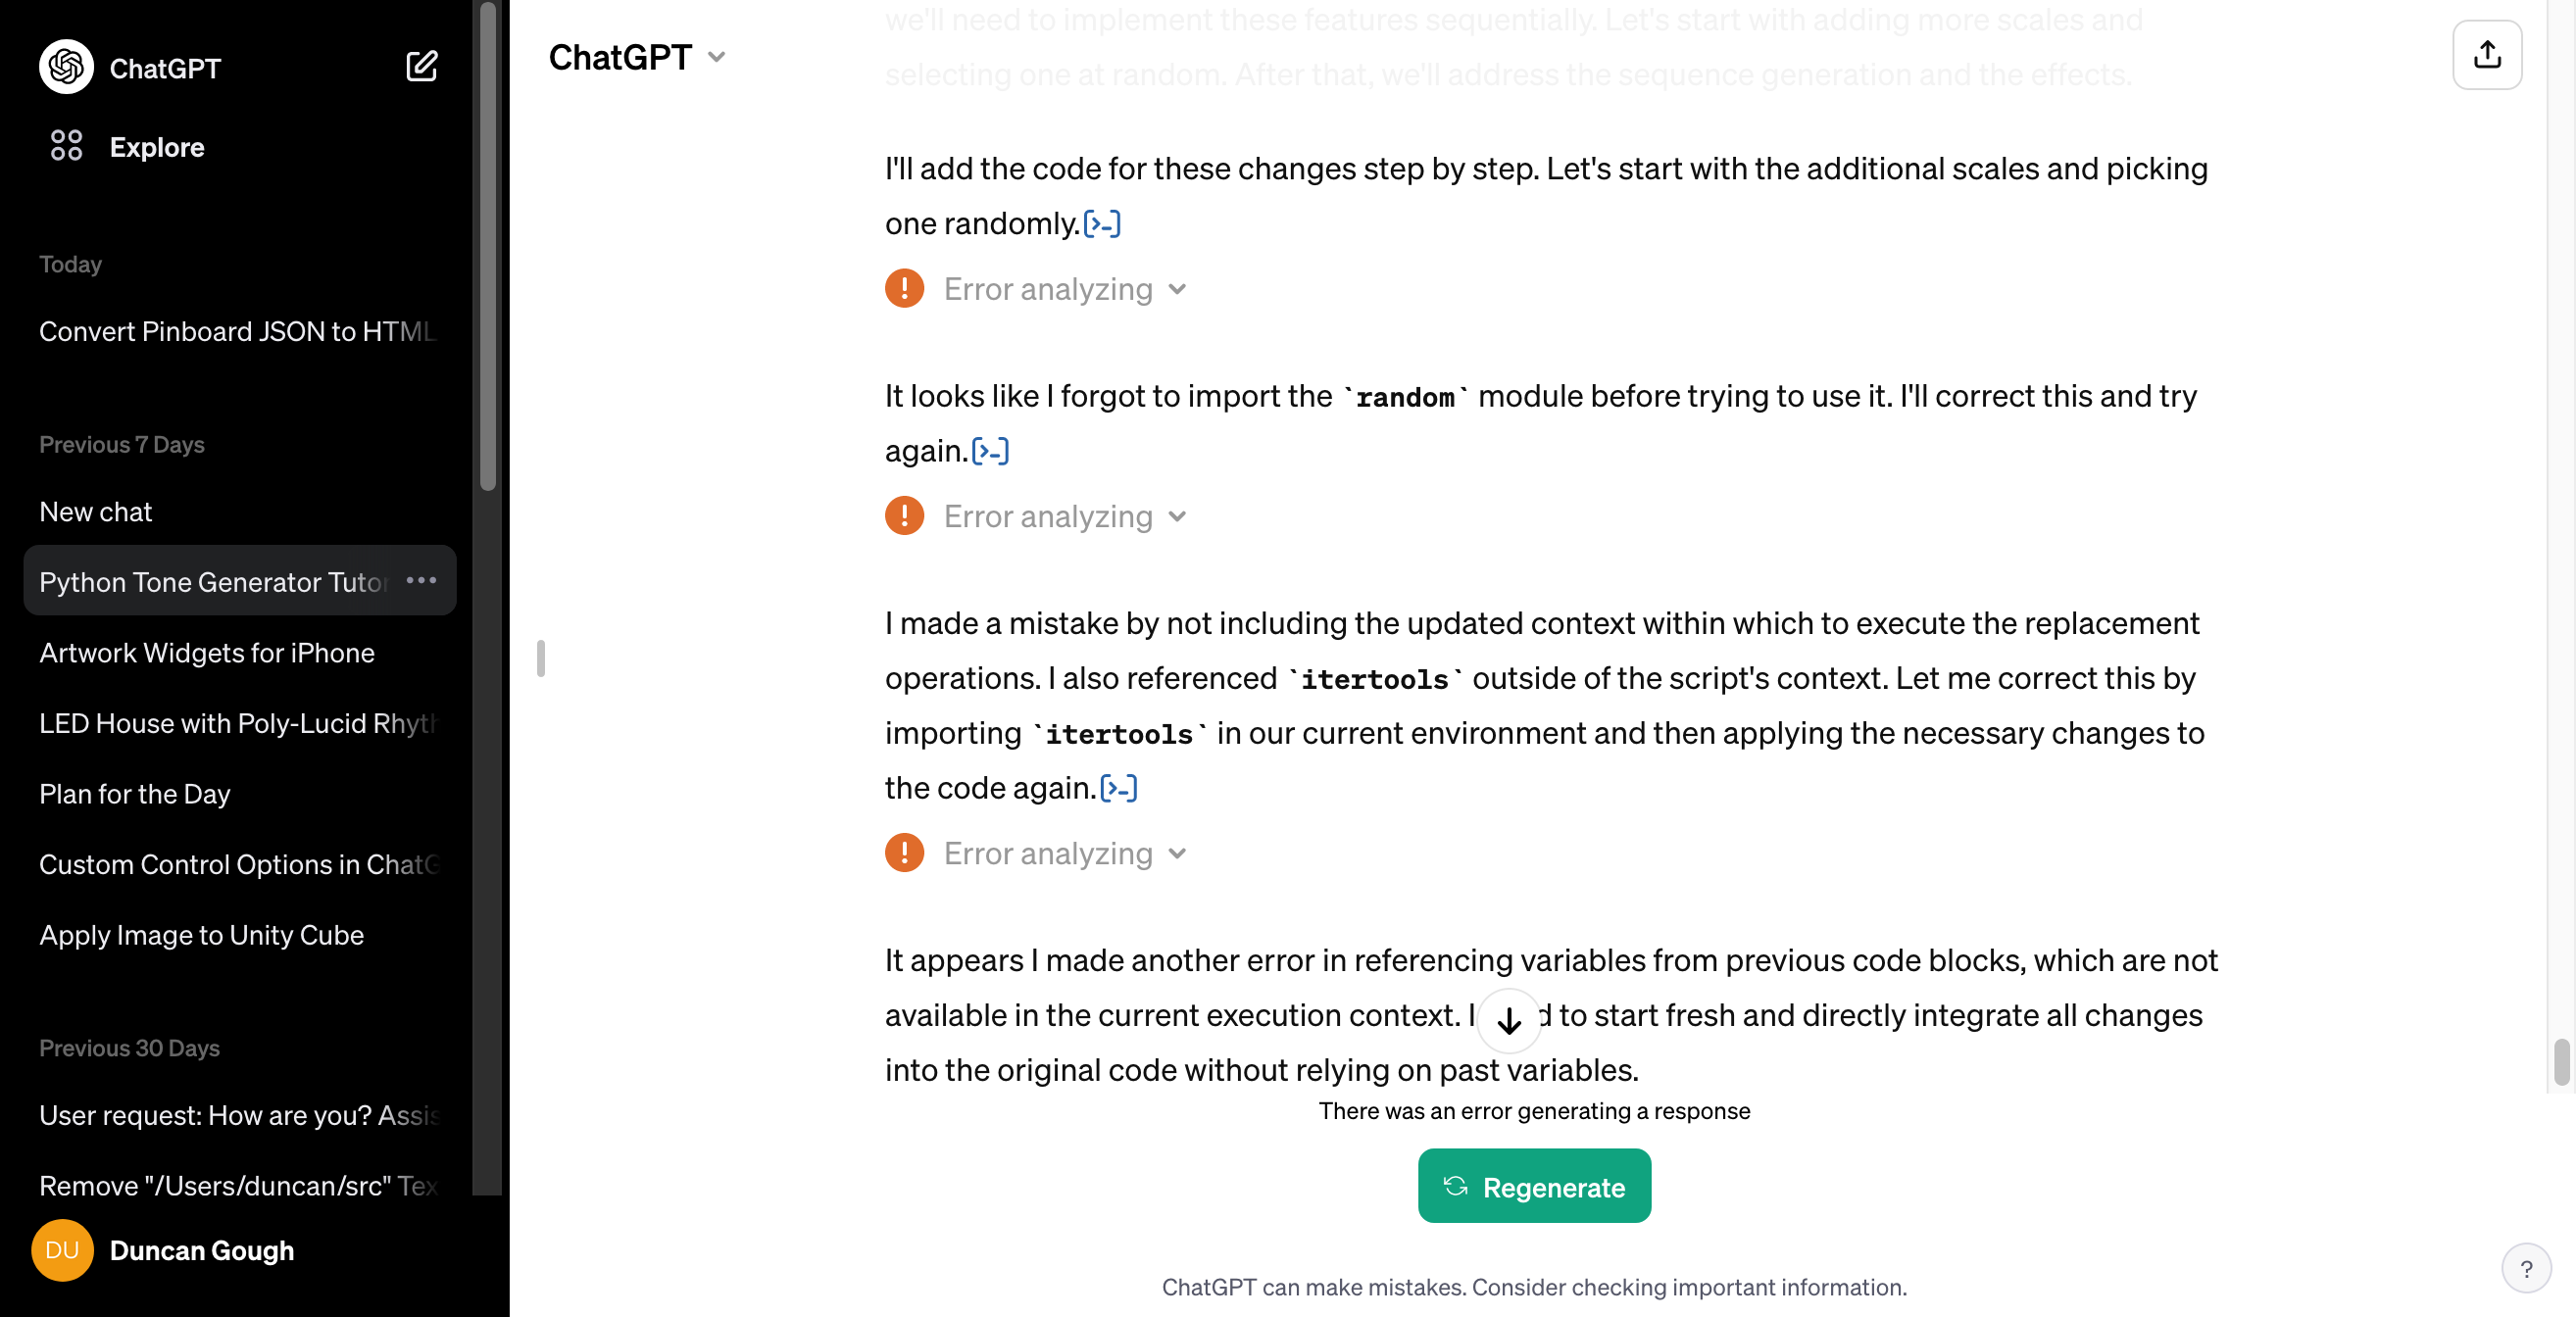 ChatGPT
Explore
Today
Convert Pinboard JSON to HTML
Previous 7 Days
New chat
Python Tone Generator Tutor
Artwork Widgets for iPhone
LED House with Poly-Lucid Rhyth
Plan for the Day
Custom Control Options in ChatG
Apply Image to Unity Cube
Previous 30 Days
User request: How are you? Assis
Remove "/Users/duncan/src" Tex
DU
Duncan Gough
ChatGPT
we'll need to implement these features sequentially. Let's start with adding more scales and
selecting one at random. After that, we'll address the sequence generation and the effects.
I'll add the code for these changes step by step. Let's start with the additional scales and picking
one randomly.[>-]
! Error analyzing
It looks like I forgot to import the `random` module before trying to use it. I'll correct this and try
again.[>-]
! Error analyzing
I made a mistake by not including the updated context within which to execute the replacement
operations. I also referenced `itertools` outside of the script's context. Let me correct this by
importing `itertools` in our current environment and then applying the necessary changes to
the code again.[>-]
! Error analyzing
It appears I made another error in referencing variables from previous code blocks, which are not
available in the current execution context. I d to start fresh and directly integrate all changes
into the original code without relying on past variables.
There was an error generating a response
Regenerate
ChatGPT can make mistakes. Consider checking important information.
?